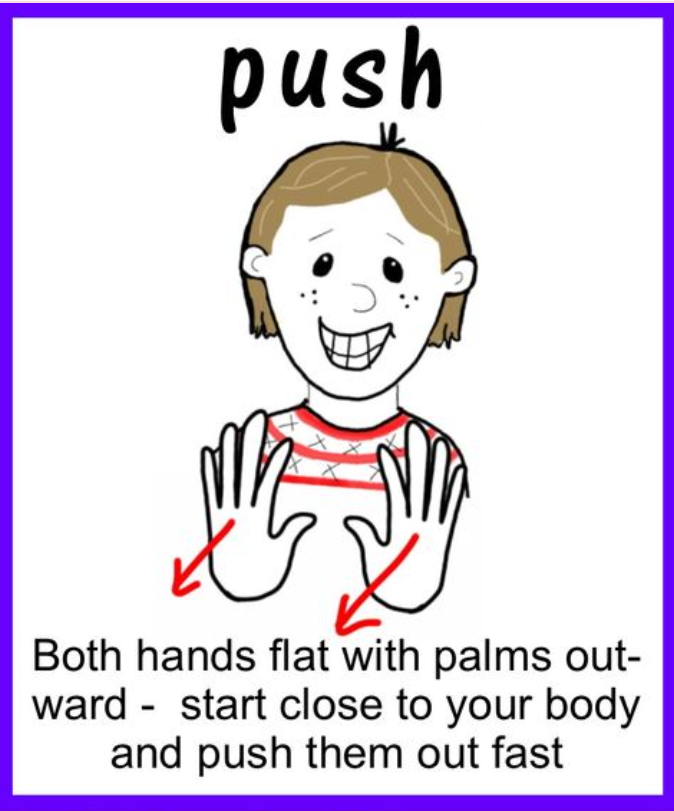 push
Both hands flat with palms out-
ward -  start close to your body
and push them out fast